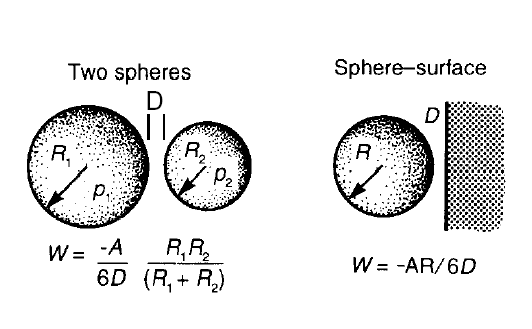 Two spheres
D
R₁
p₁
R₂
p₂
W = -A/6D R₁R₂/(R₁ + R₂)
Sphere–surface
D
R
W = -AR/6D